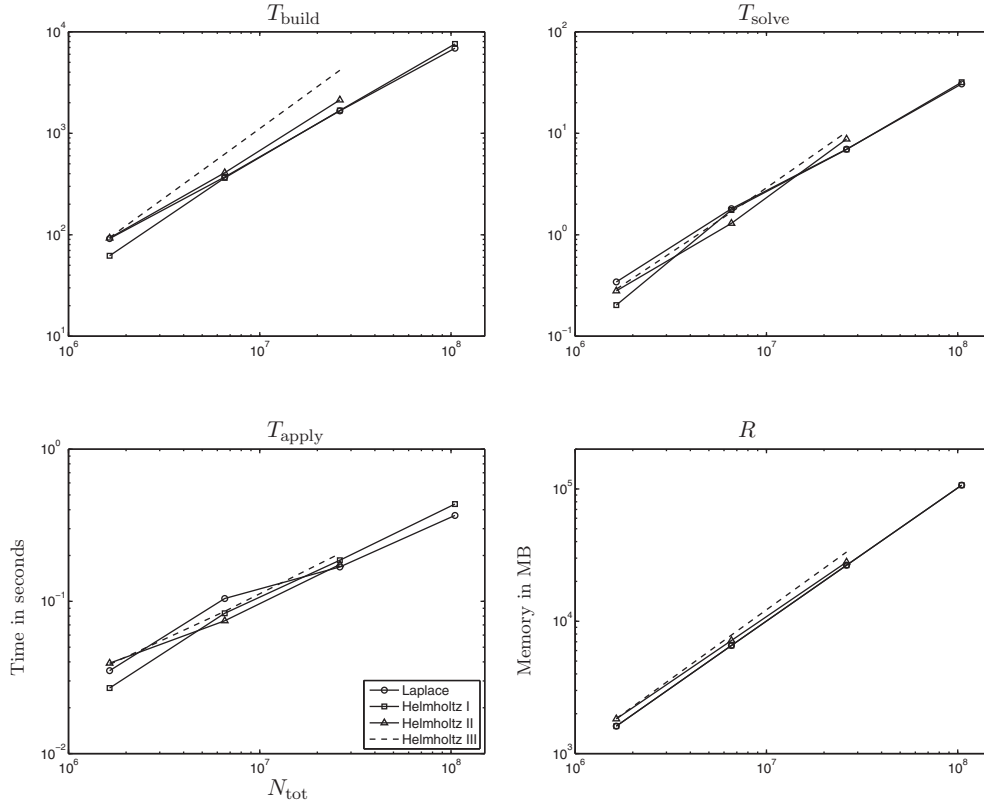 T_build
10^4
10^3
10^2
10^1
10^6
10^7
10^8
T_solve
10^2
10^1
10^0
10^-1
10^6
10^7
10^8
T_apply
Time in seconds
10^0
10^-1
10^-2
10^6
10^7
10^8
N_tot
Laplace
Helmholtz I
Helmholtz II
Helmholtz III
R
Memory in MB
10^5
10^4
10^3
10^6
10^7
10^8